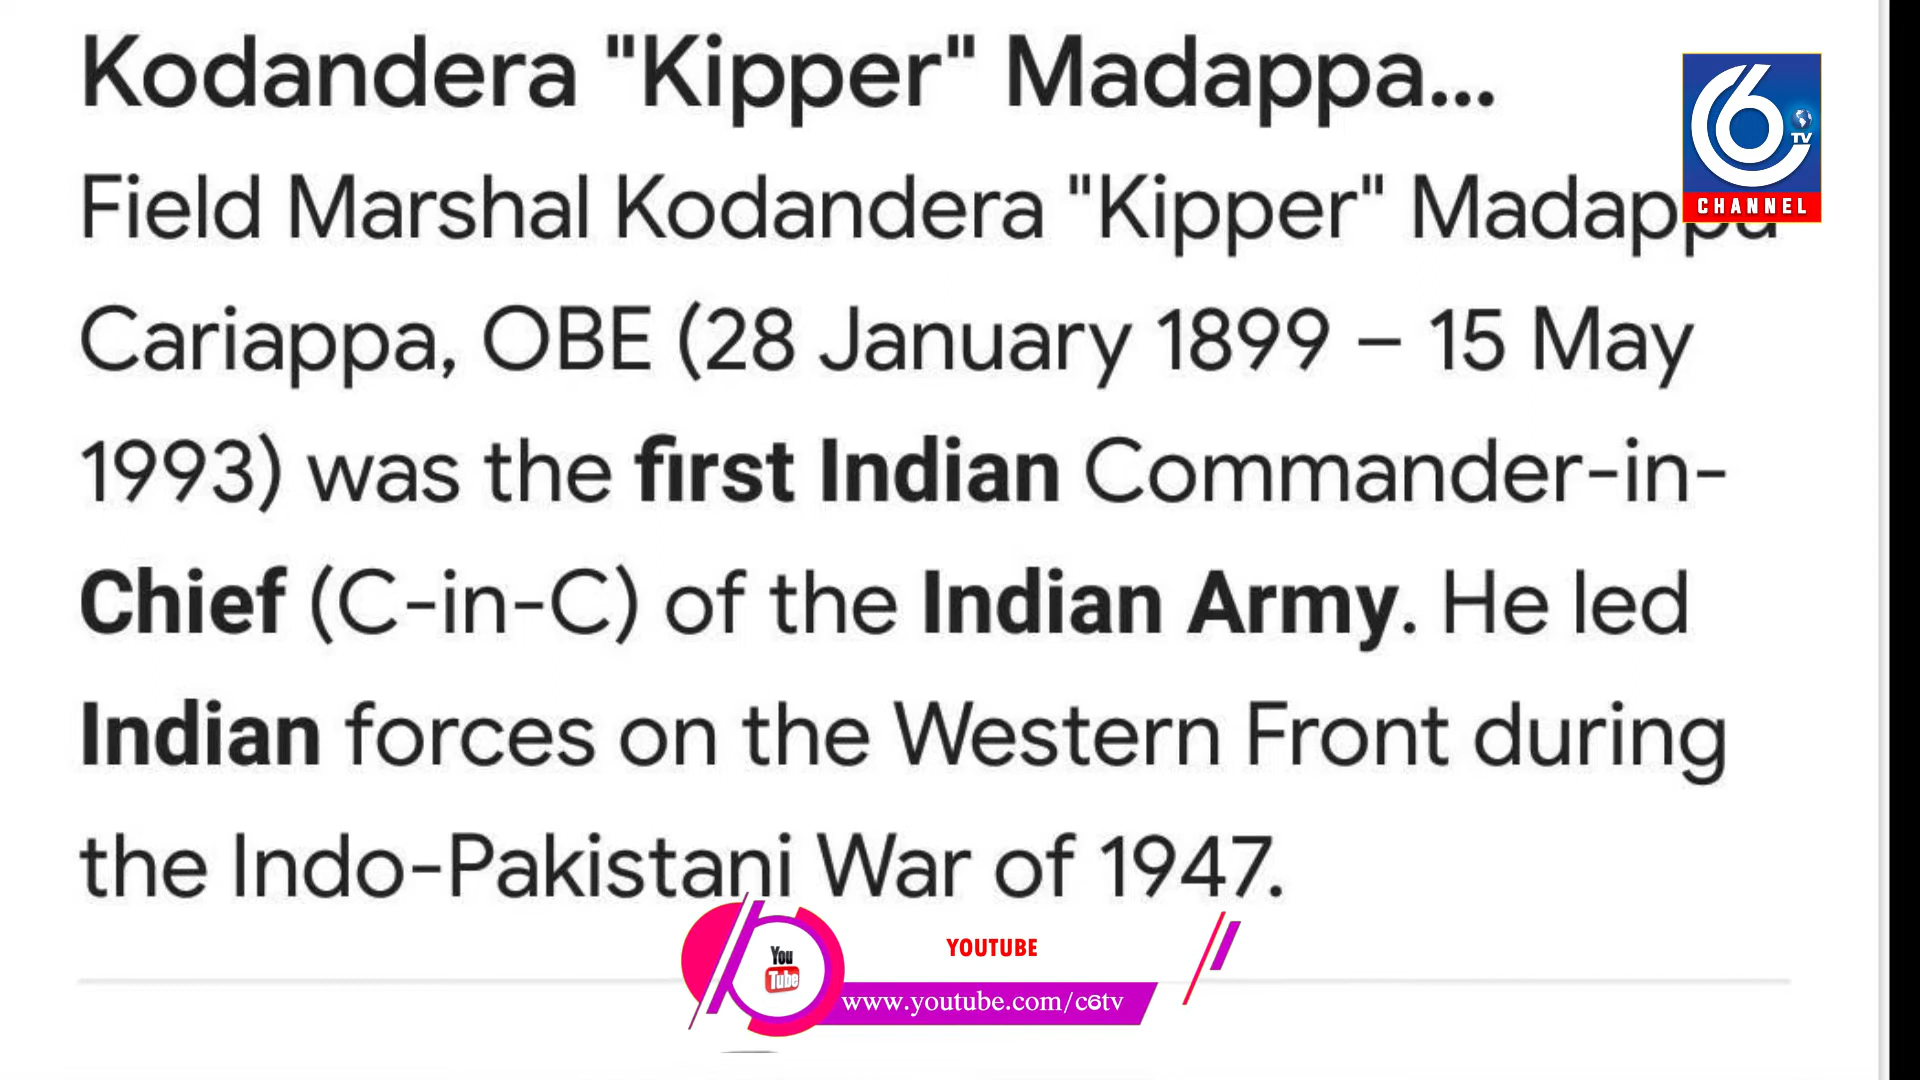 Kodandera "Kipper" Madappa...
Field Marshal Kodandera "Kipper" Madappa
Cariappa, OBE (28 January 1899 – 15 May
1993) was the first Indian Commander-in-
Chief (C-in-C) of the Indian Army. He led
Indian forces on the Western Front during
the Indo-Pakistani War of 1947.
6
TV
CHANNEL
You
Tube
YOUTUBE
www.youtube.com/c6tv